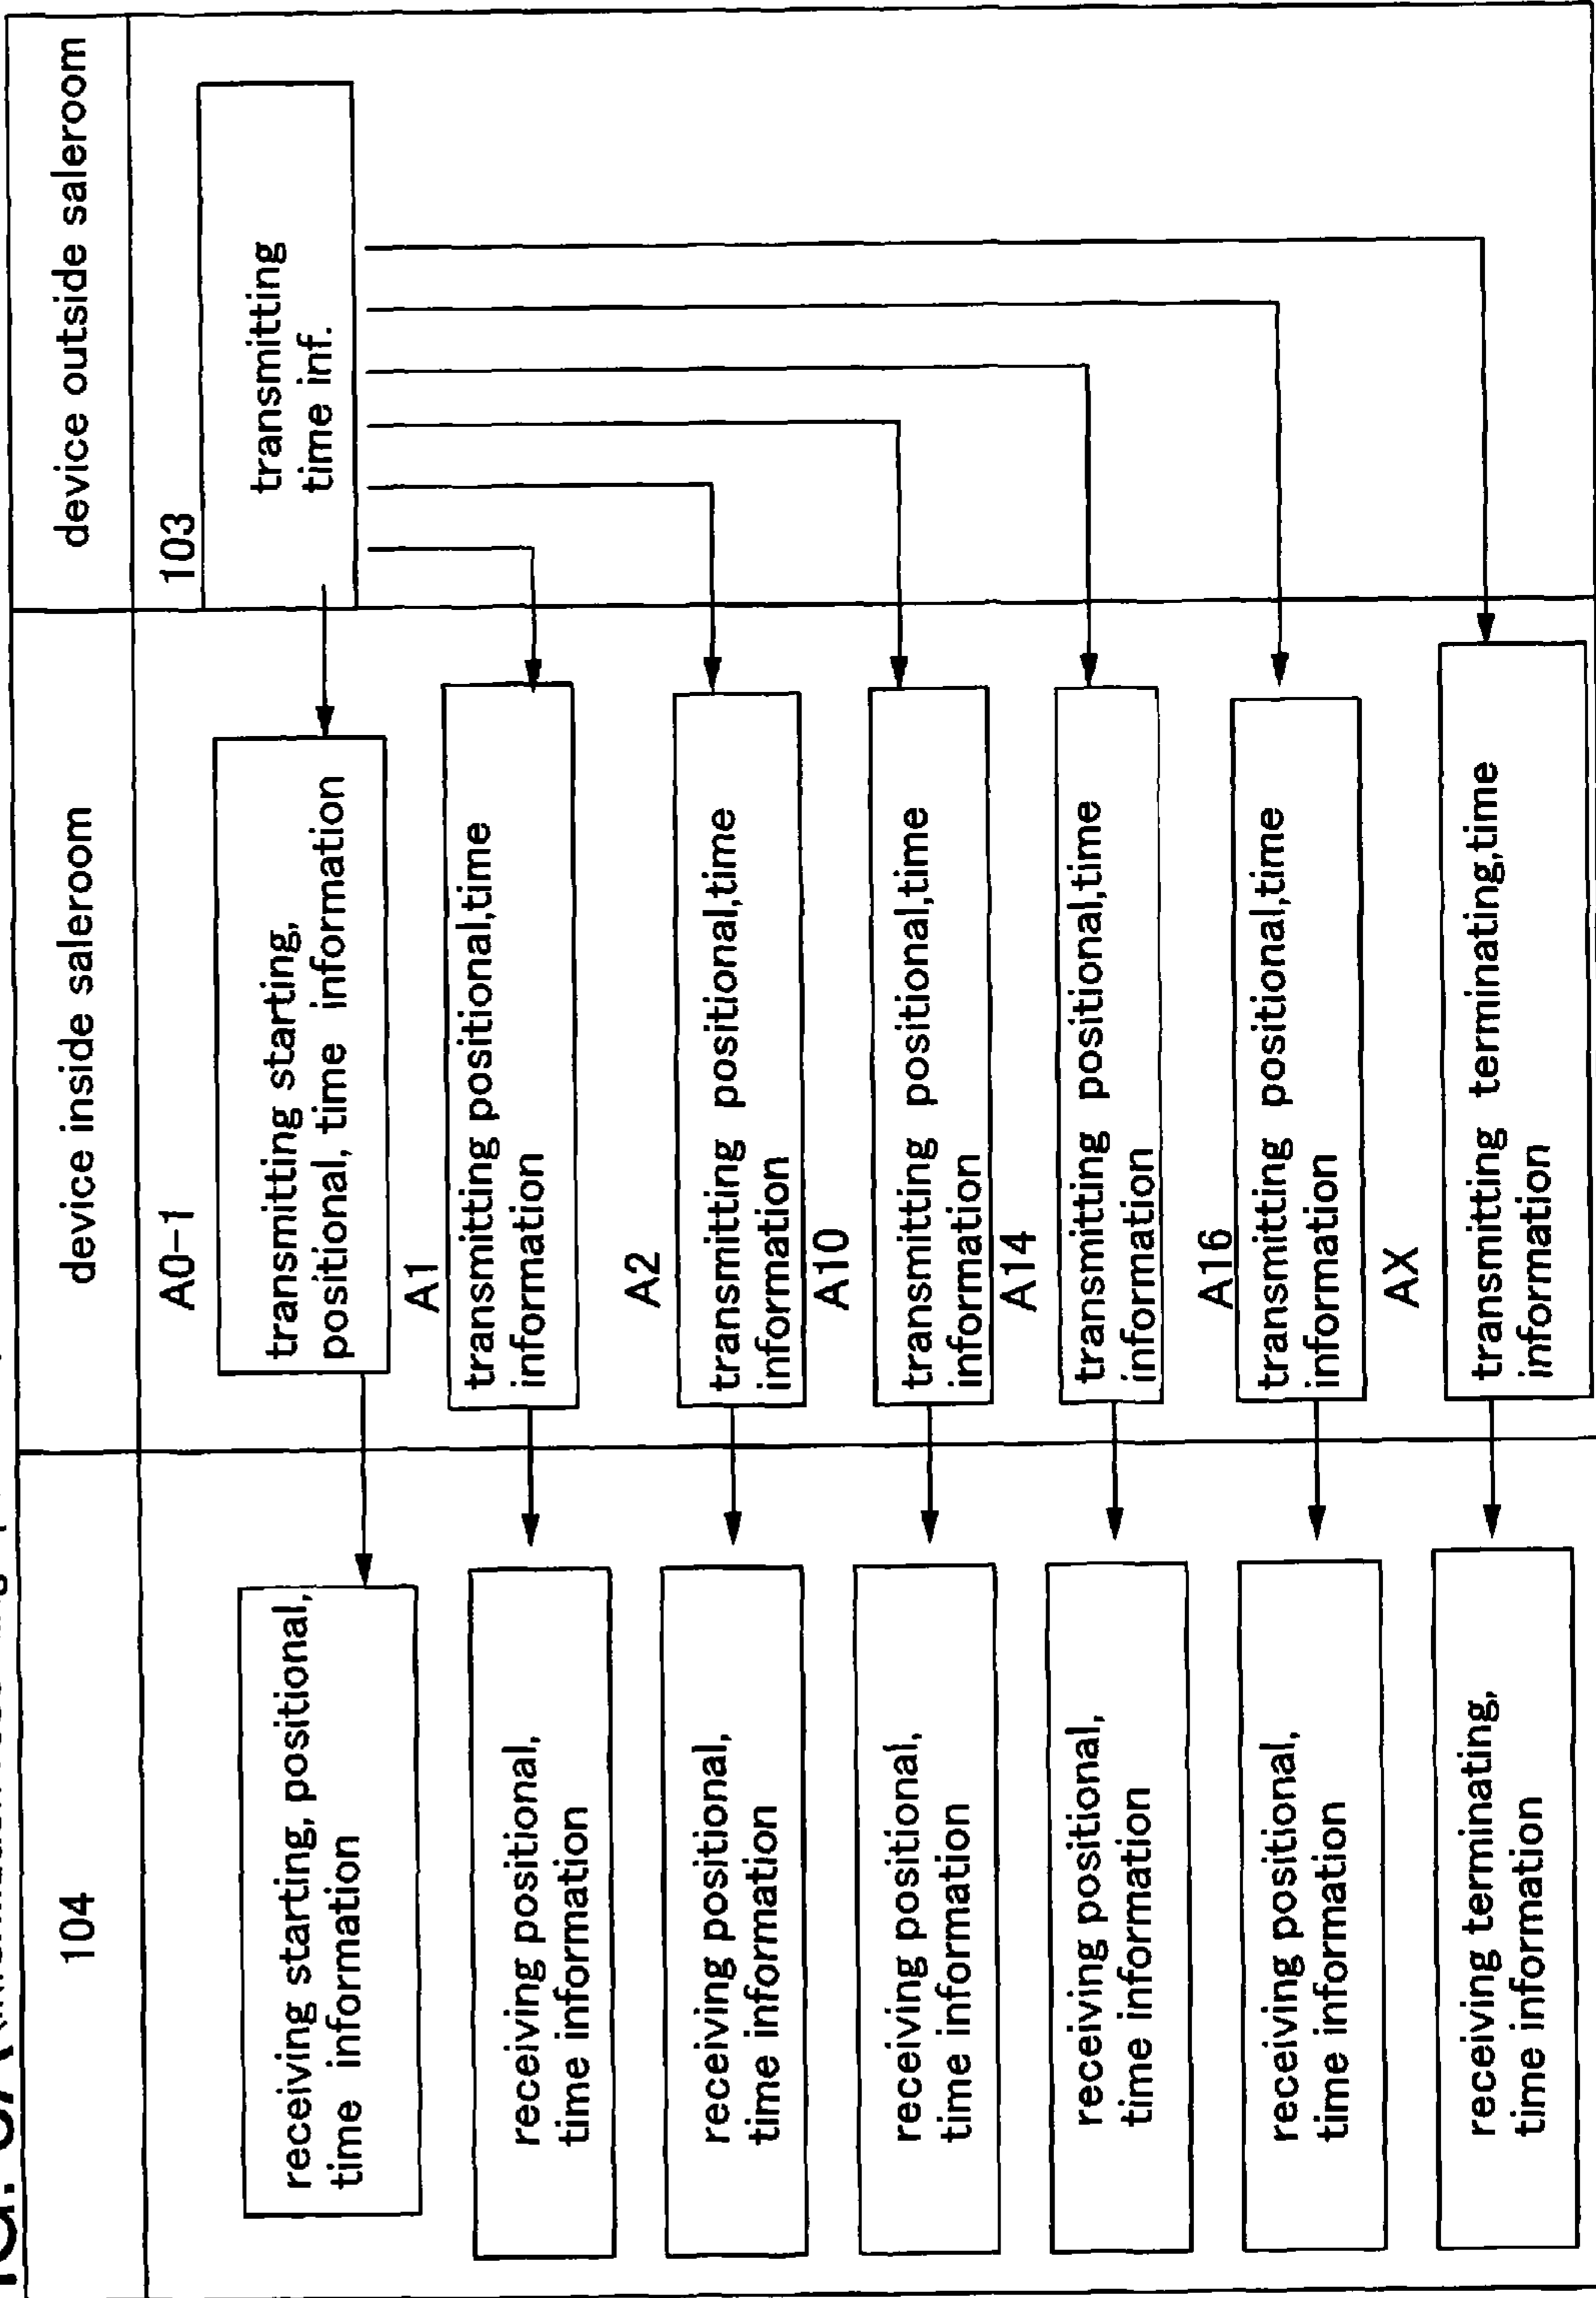 104
device inside saleroom
device outside saleroom
103
transmitting
time inf.
A0-1
transmitting starting,
positional, time information
receiving starting, positional,
time information
A1
transmitting positional,time
information
receiving positional,
time information
A2
transmitting positional,time
information
receiving positional,
time information
A10
transmitting positional,time
information
receiving positional,
time information
A14
transmitting positional,time
information
receiving positional,
time information
A16
transmitting positional,time
information
receiving positional,
time information
AX
transmitting terminating,time
information
receiving terminating,
time information